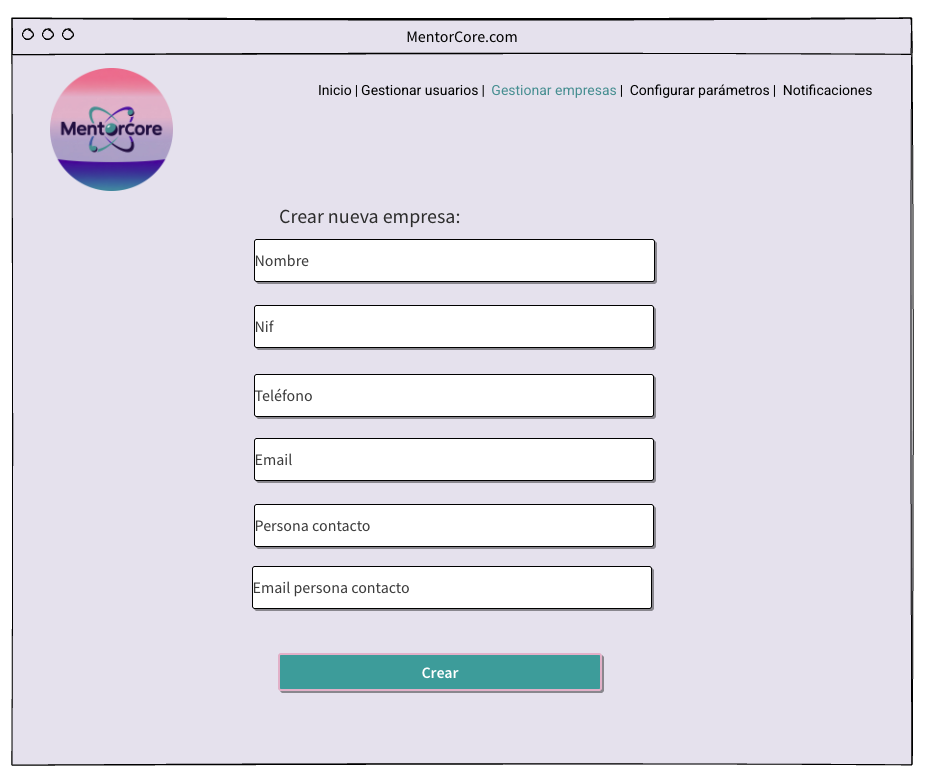 MentorCore.com
MentorCore
Inicio | Gestionar usuarios | Gestionar empresas | Configurar parámetros | Notificaciones
Crear nueva empresa:
Nombre
Nif
Teléfono
Email
Persona contacto
Email persona contacto
Crear